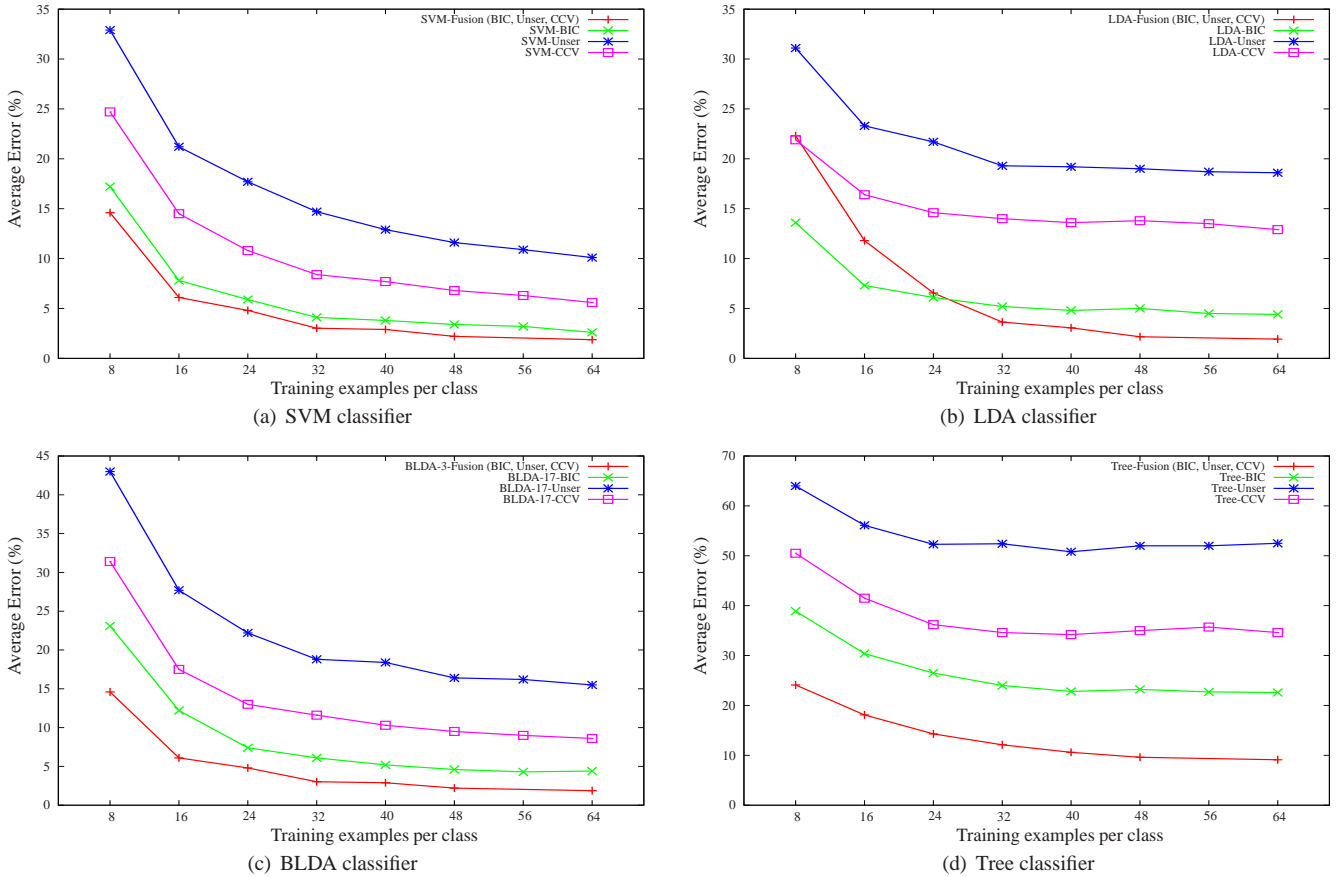 35
30
25
20
15
10
5
0
Average Error (%)
SVM-Fusion (BIC, Unser, CCV)
SVM-BIC
SVM-Unser
SVM-CCV
8 16 24 32 40 48 56 64
Training examples per class
(a) SVM classifier
35
30
25
20
15
10
5
0
Average Error (%)
LDA-Fusion (BIC, Unser, CCV)
LDA-BIC
LDA-Unser
LDA-CCV
8 16 24 32 40 48 56 64
Training examples per class
(b) LDA classifier
45
40
35
30
25
20
15
10
5
0
Average Error (%)
BLDA-3-Fusion (BIC, Unser, CCV)
BLDA-17-BIC
BLDA-17-Unser
BLDA-17-CCV
8 16 24 32 40 48 56 64
Training examples per class
(c) BLDA classifier
70
60
50
40
30
20
10
0
Average Error (%)
Tree-Fusion (BIC, Unser, CCV)
Tree-BIC
Tree-Unser
Tree-CCV
8 16 24 32 40 48 56 64
Training examples per class
(d) Tree classifier